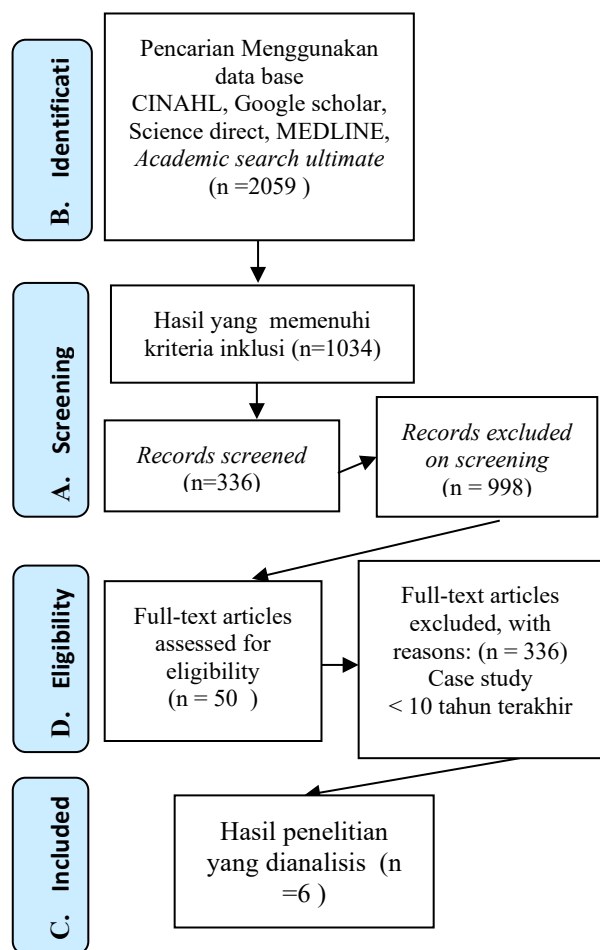 B. Identificati
Pencarian Menggunakan
data base
CINAHL, Google scholar,
Science direct, MEDLINE,
Academic search ultimate
(n =2059 )
A. Screening
Hasil yang memenuhi
kriteria inklusi (n=1034)
Records screened
(n=336)
Records excluded
on screening
(n = 998)
D. Eligibility
Full-text articles
assessed for
eligibility
(n = 50 )
Full-text articles
excluded, with
reasons: (n = 336)
Case study
< 10 tahun terakhir
C. Included
Hasil penelitian
yang dianalisis (n
=6 )